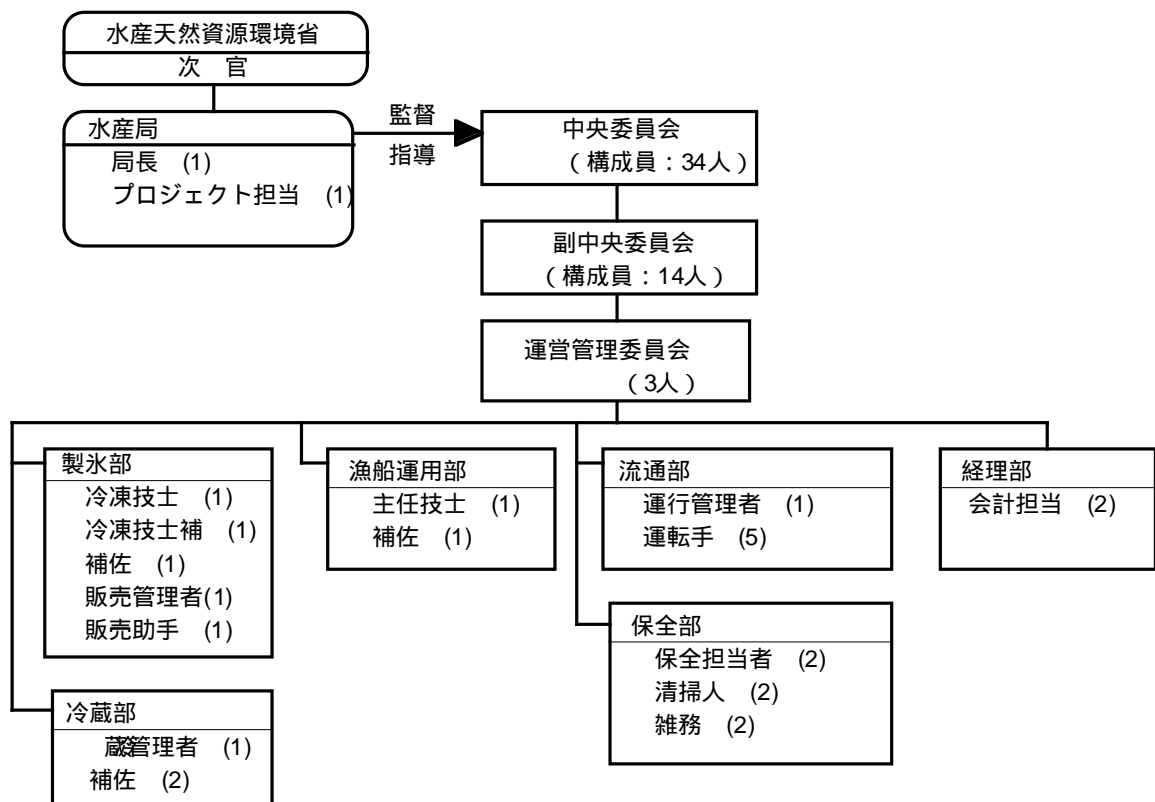 水産天然資源環境省
次　官
水産局
局長　(1)
プロジェクト担当　(1)
監督
指導
中央委員会
（構成員：34人）
副中央委員会
（構成員：14人）
運営管理委員会
（3人）
製氷部
冷凍技士　(1)
冷凍技士補　(1)
補佐　(1)
販売管理者(1)
販売助手　(1)
漁船運用部
主任技士　(1)
補佐　(1)
流通部
運行管理者　(1)
運転手　(5)
経理部
会計担当　(2)
保全部
保全担当者　(2)
清掃人　(2)
雑務　(2)
冷蔵部
管理者　(1)
補佐　(2)